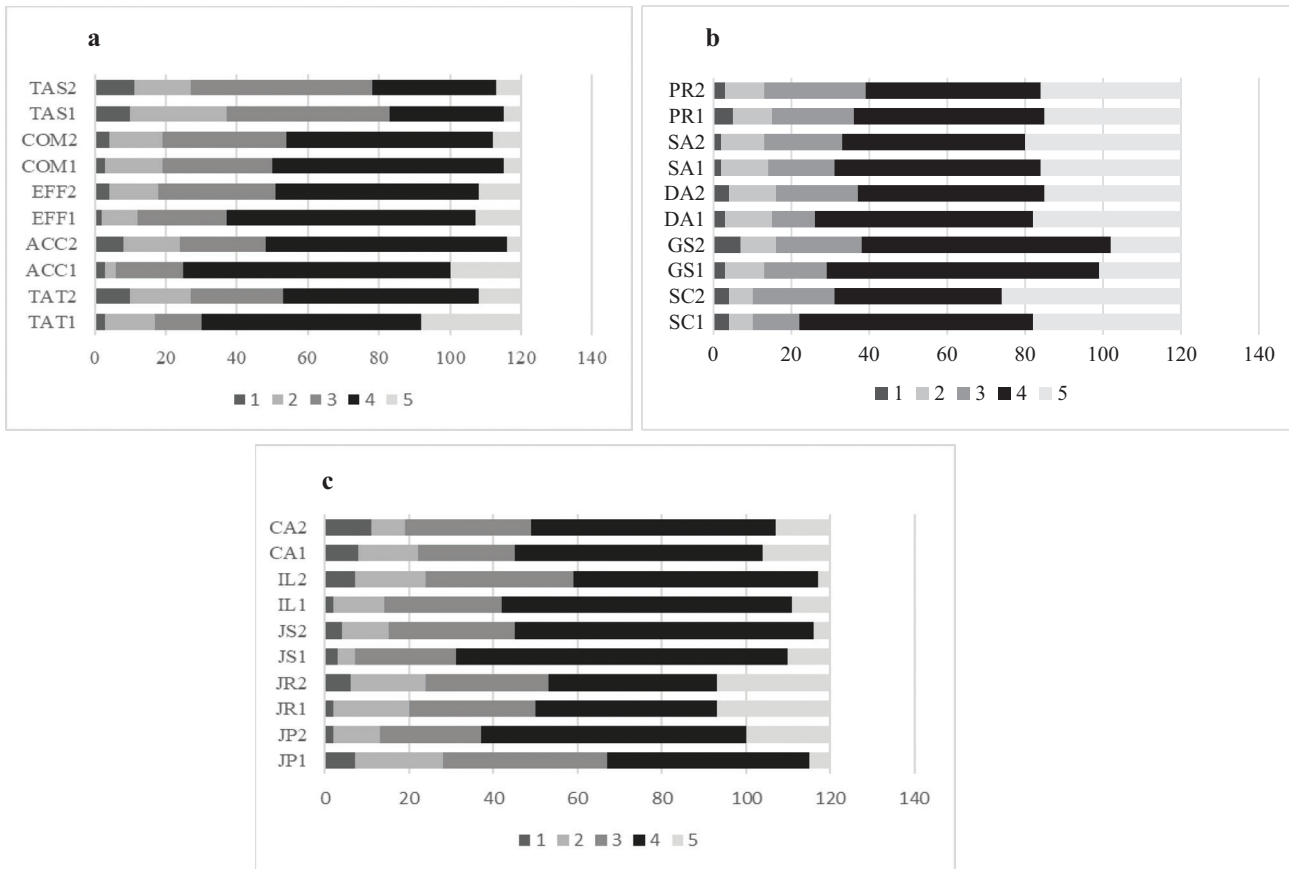 a
TAS2
TAS1
COM2
COM1
EFF2
EFF1
ACC2
ACC1
TAT2
TAT1
0 20 40 60 80 100 120 140
1 2 3 4 5
b
PR2
PR1
SA2
SA1
DA2
DA1
GS2
GS1
SC2
SC1
0 20 40 60 80 100 120 140
1 2 3 4 5
c
CA2
CA1
IL2
IL1
JS2
JS1
JR2
JR1
JP2
JP1
0 20 40 60 80 100 120 140
1 2 3 4 5